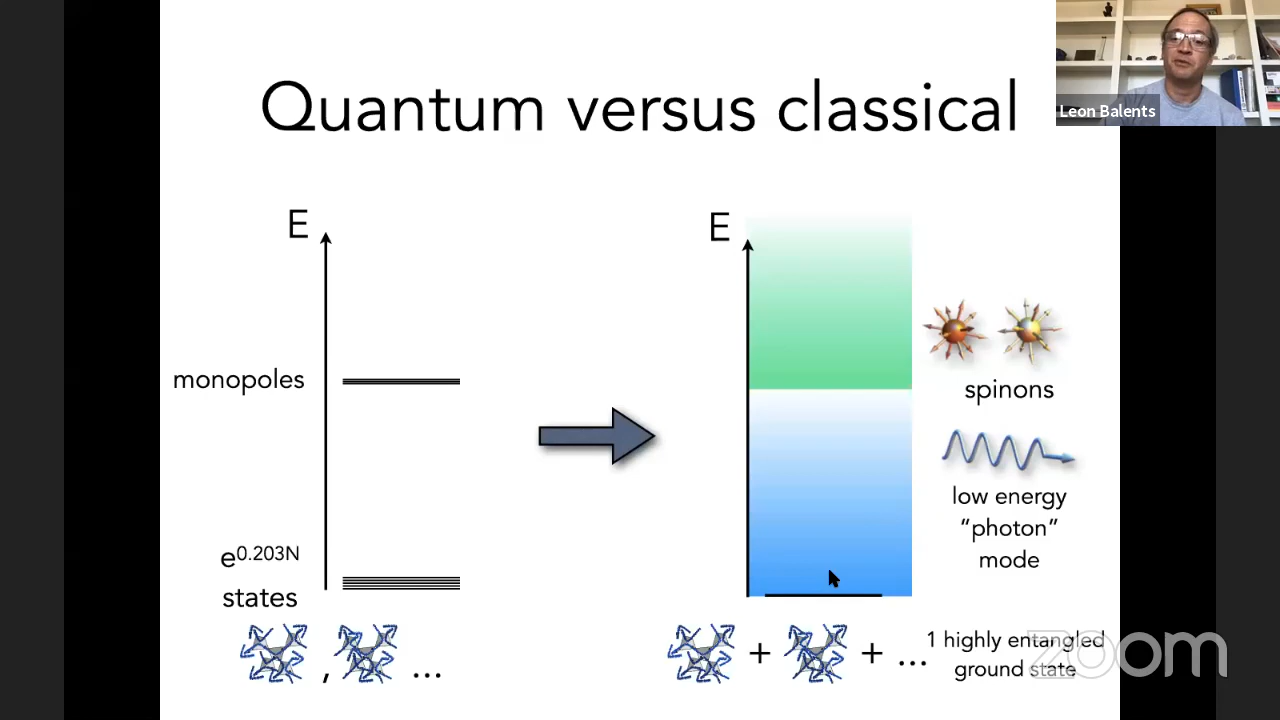 Quantum versus classical
Leon Balents
E
monopoles
e0.203N
states
, ...
E
spinons
low energy
“photon”
mode
+ + ...
1 highly entangled
ground state
zoom